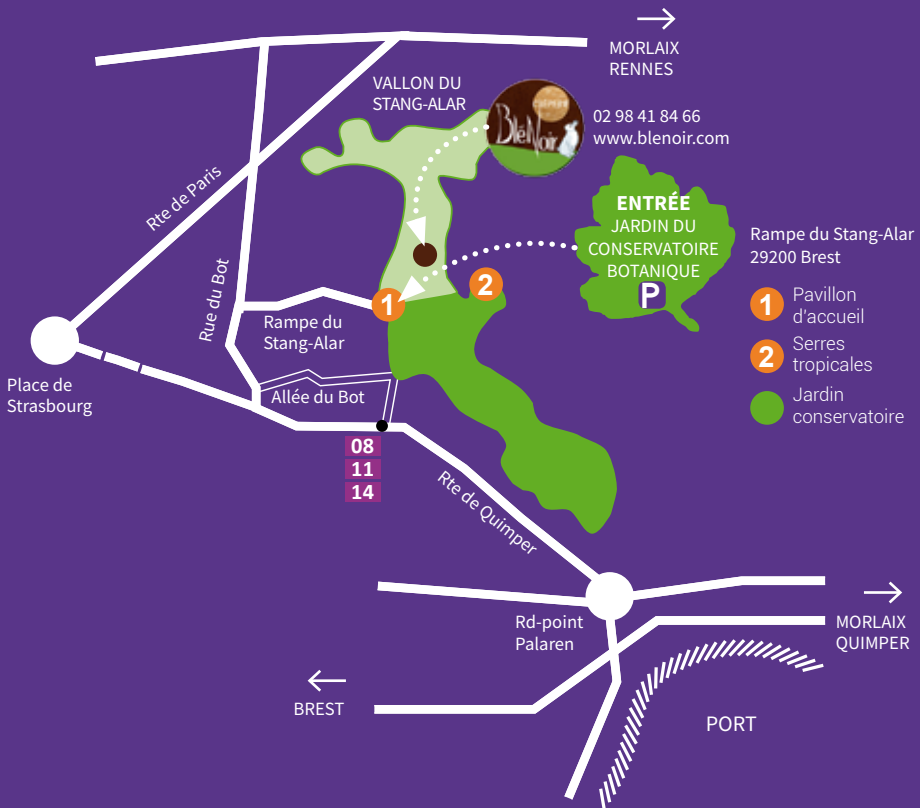 MORLAIX
RENNES
VALLON DU
STANG-ALAR
CRÊPERIE
BléNoir
02 98 41 84 66
www.blenoir.com
Rte de Paris
ENTRÉE
JARDIN DU
CONSERVATOIRE
BOTANIQUE
P
Rampe du Stang-Alar
29200 Brest
1 Pavillon
d'accueil
2 Serres
tropicales
Jardin
conservatoire
Rue du Bot
1
2
Rampe du
Stang-Alar
Place de
Strasbourg
Allée du Bot
08
11
14
Rte de Quimper
Rd-point
Palaren
MORLAIX
QUIMPER
BREST
PORT